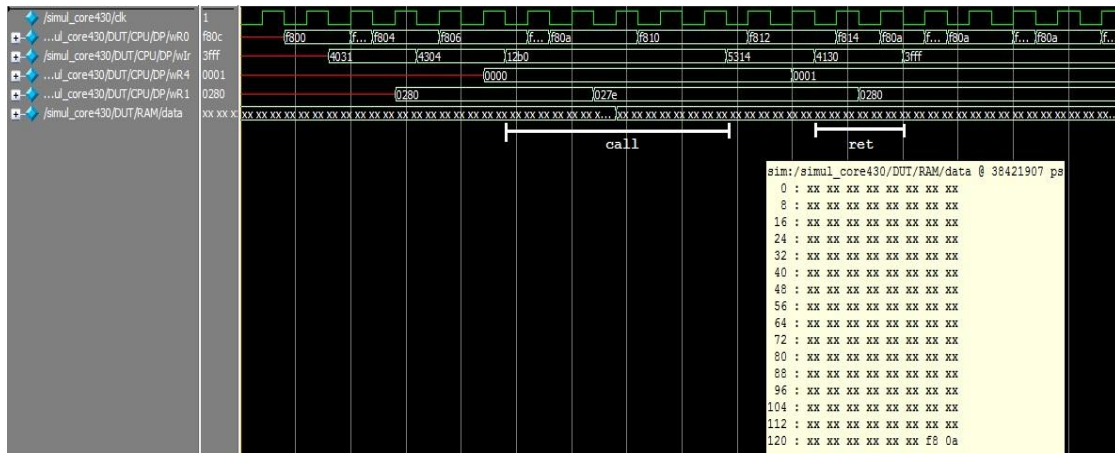 /simul_core430/clk 1
...ul_core430/DUT/CPU/DP/wR0 f80c f800 f... f804 f806 f... f80a f810 f812 f814 f80a f... f80a f... f80a f..
/simul_core430/DUT/CPU/DP/wIr 3fff 4031 4304 12b0 5314 4130 3fff
...ul_core430/DUT/CPU/DP/wR4 0001 0000 0001
...ul_core430/DUT/CPU/DP/wR1 0280 0280 027e 0280
/simul_core430/DUT/RAM/data
call ret
sim:/simul_core430/DUT/RAM/data @ 38421907 ps
0 : xx xx xx xx xx xx xx xx
8 : xx xx xx xx xx xx xx xx
16 : xx xx xx xx xx xx xx xx
24 : xx xx xx xx xx xx xx xx
32 : xx xx xx xx xx xx xx xx
40 : xx xx xx xx xx xx xx xx
48 : xx xx xx xx xx xx xx xx
56 : xx xx xx xx xx xx xx xx
64 : xx xx xx xx xx xx xx xx
72 : xx xx xx xx xx xx xx xx
80 : xx xx xx xx xx xx xx xx
88 : xx xx xx xx xx xx xx xx
96 : xx xx xx xx xx xx xx xx
104 : xx xx xx xx xx xx xx xx
112 : xx xx xx xx xx xx xx xx
120 : xx xx xx xx xx xx f8 0a